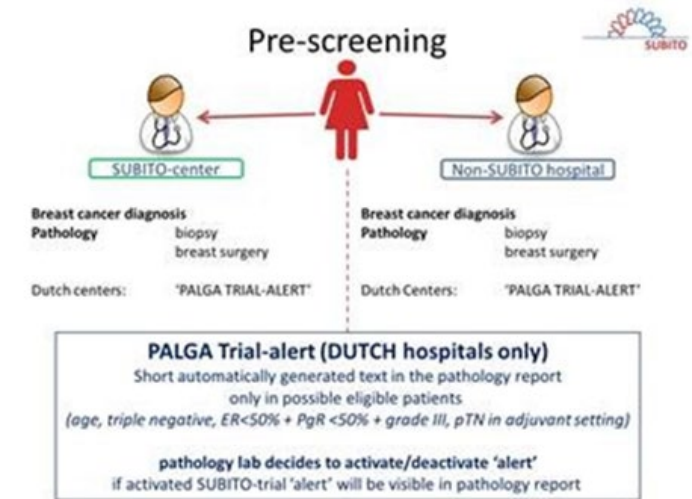 Pre-screening
SUBITO
SUBITO-center
Non-SUBITO hospital
Breast cancer diagnosis
Pathology biopsy
breast surgery
Dutch centers: 'PALGA TRIAL-ALERT'
Breast cancer diagnosis
Pathology biopsy
breast surgery
Dutch Centers: 'PALGA TRIAL-ALERT'
PALGA Trial-alert (DUTCH hospitals only)
Short automatically generated text in the pathology report
only in possible eligible patients
(age, triple negative, ER<50% + PgR <50% + grade III, pTN in adjuvant setting)
pathology lab decides to activate/deactivate 'alert'
if activated SUBITO-trial 'alert' will be visible in pathology report